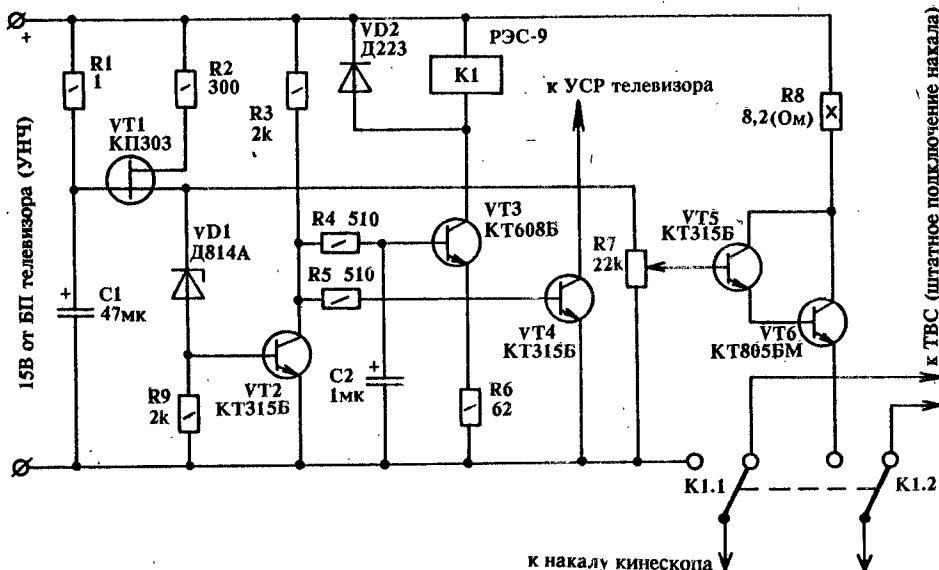 +
15В от БП телевизора (УНЧ)
R1
1
R2
300
VT1
КП303
R3
2k
VD2
Д223
РЭС-9
К1
к УСР телевизора
R8
8,2(Ом)
к ТВС (штатное подключение накала)
VD1
Д814А
R4 510
R5 510
VT3
КТ608Б
R7
22k
VT5
КТ315Б
+
C1
47мк
VT4
КТ315Б
VT6
КТ805БМ
R9
2k
VT2
КТ315Б
+
C2
1мк
R6
62
К1.1
К1.2
к накалу кинескопа